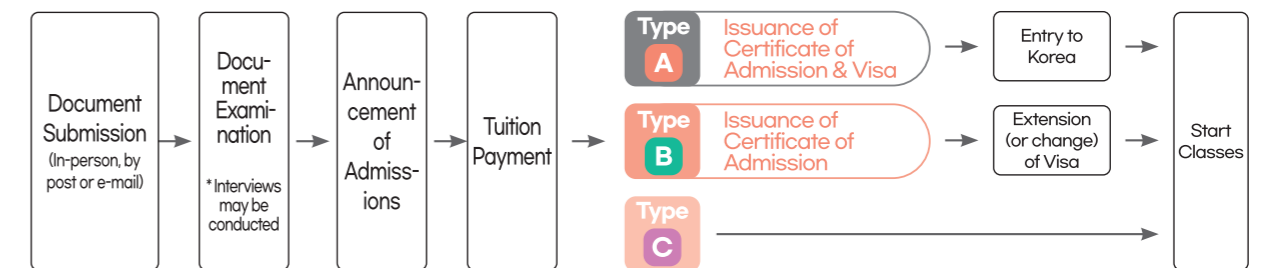 Document
Submission
(In-person, by
post or e-mail)
Docu-
ment
Exami-
nation
* Interviews
may be
conducted
Announ-
cement
of
Admiss-
ions
Tuition
Payment
Type
A
Issuance of
Certificate of
Admission & Visa
Entry to
Korea
Type
B
Issuance of
Certificate of
Admission
Extension
(or change)
of Visa
Type
C
Start
Classes